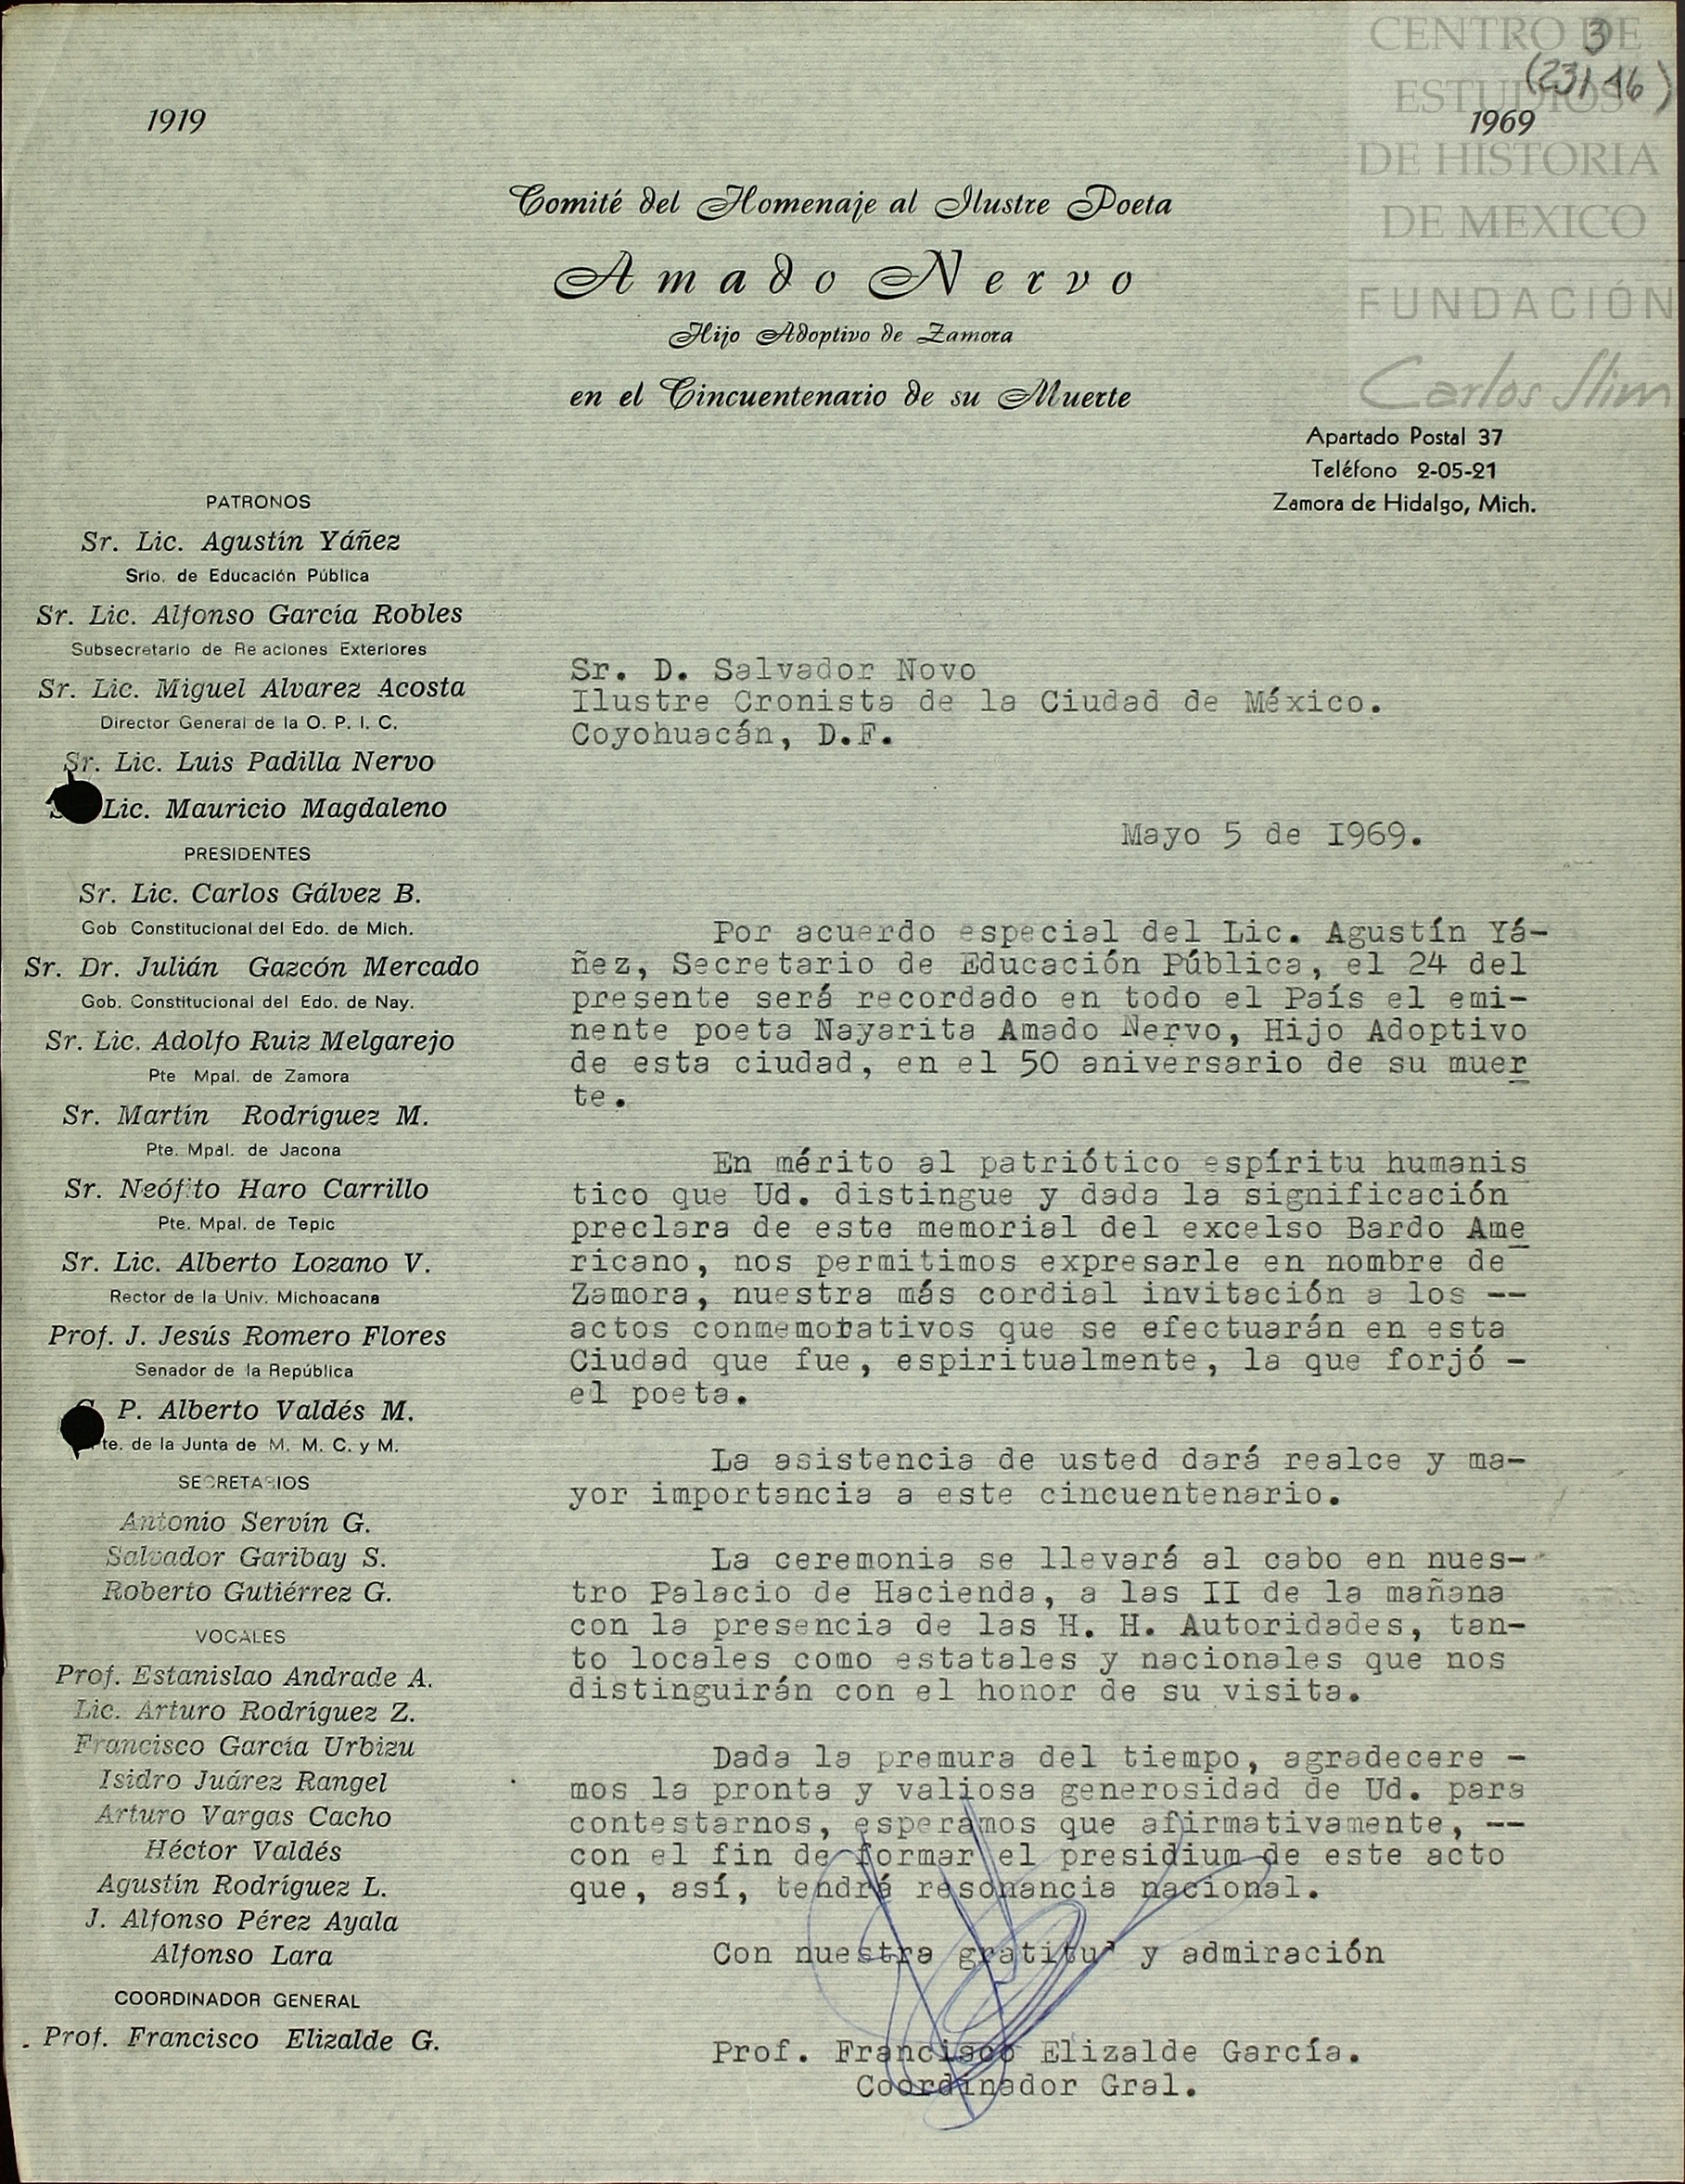 CENTRO DE
ESTUDIOS
DE HISTORIA
DE MEXICO
FUNDACIÓN
Carlos Slim
3
(23/46)
1919
1969
Comité del Homenaje al Ilustre Poeta
Amado Nervo
Hijo Adoptivo de Zamora
en el Cincuentenario de su Muerte
Apartado Postal 37
Teléfono 2-05-21
Zamora de Hidalgo, Mich.
PATRONOS
Sr. Lic. Agustín Yáñez
Srio. de Educación Pública
Sr. Lic. Alfonso García Robles
Subsecretario de Re aciones Exteriores
Sr. Lic. Miguel Alvarez Acosta
Director General de la O. P. I. C.
Sr. Lic. Luis Padilla Nervo
Lic. Mauricio Magdaleno
PRESIDENTES
Sr. Lic. Carlos Gálvez B.
Gob Constitucional del Edo. de Mich.
Sr. Dr. Julián Gazcón Mercado
Gob. Constitucional del Edo. de Nay.
Sr. Lic. Adolfo Ruiz Melgarejo
Pte Mpal. de Zamora
Sr. Martín Rodríguez M.
Pte. Mpal. de Jacona
Sr. Neófito Haro Carrillo
Pte. Mpal. de Tepic
Sr. Lic. Alberto Lozano V.
Rector de la Univ. Michoacana
Prof. J. Jesús Romero Flores
Senador de la República
C. P. Alberto Valdés M.
Pte. de la Junta de M. M. C. y M.
SECRETARIOS
Antonio Servín G.
Salvador Garibay S.
Roberto Gutiérrez G.
VOCALES
Prof. Estanislao Andrade A.
Lic. Arturo Rodríguez Z.
Francisco García Urbizu
Isidro Juárez Rangel
Arturo Vargas Cacho
Héctor Valdés
Agustín Rodríguez L.
J. Alfonso Pérez Ayala
Alfonso Lara
COORDINADOR GENERAL
Prof. Francisco Elizalde G.
Sr. D. Salvador Novo
Ilustre Cronista de la Ciudad de México.
Coyohuacán, D.F.
Mayo 5 de I969.
Por acuerdo especial del Lic. Agustín Yá-
ñez, Secretario de Educación Pública, el 24 del
presente será recordado en todo el País el emi-
nente poeta Nayarita Amado Nervo, Hijo Adoptivo
de esta ciudad, en el 50 aniversario de su muer
te.
En mérito al patriótico espíritu humanis
tico que Ud. distingue y dada la significación
preclara de este memorial del excelso Bardo Ame
ricano, nos permitimos expresarle en nombre de
Zamora, nuestra más cordial invitación a los --
actos conmemorativos que se efectuarán en esta
Ciudad que fue, espiritualmente, la que forjó -
el poeta.
La asistencia de usted dará realce y ma-
yor importancia a este cincuentenario.
La ceremonia se llevará al cabo en nues-
tro Palacio de Hacienda, a las II de la mañana
con la presencia de las H. H. Autoridades, tan-
to locales como estatales y nacionales que nos
distinguirán con el honor de su visita.
Dada la premura del tiempo, agradecere -
mos la pronta y valiosa generosidad de Ud. para
contestarnos, esperamos que afirmativamente, --
con el fin de formar el presidium de este acto
que, así, tendrá resonancia nacional.
Con nuestra gratitud y admiración
Prof. Francisco Elizalde García.
Coordinador Gral.